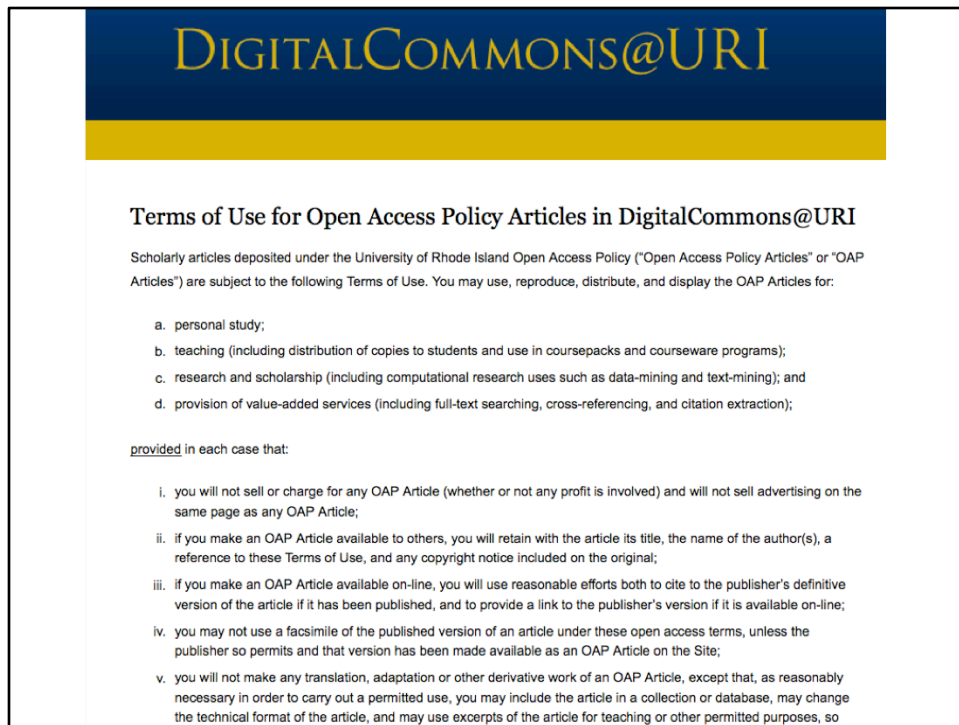 DIGITALCOMMONS@URI
Terms of Use for Open Access Policy Articles in DigitalCommons@URI
Scholarly articles deposited under the University of Rhode Island Open Access Policy (“Open Access Policy Articles” or “OAP
Articles”) are subject to the following Terms of Use. You may use, reproduce, distribute, and display the OAP Articles for:
a. personal study;
b. teaching (including distribution of copies to students and use in coursepacks and courseware programs);
c. research and scholarship (including computational research uses such as data-mining and text-mining); and
d. provision of value-added services (including full-text searching, cross-referencing, and citation extraction);
provided in each case that:
i. you will not sell or charge for any OAP Article (whether or not any profit is involved) and will not sell advertising on the
same page as any OAP Article;
ii. if you make an OAP Article available to others, you will retain with the article its title, the name of the author(s), a
reference to these Terms of Use, and any copyright notice included on the original;
iii. if you make an OAP Article available on-line, you will use reasonable efforts both to cite to the publisher’s definitive
version of the article if it has been published, and to provide a link to the publisher’s version if it is available on-line;
iv. you may not use a facsimile of the published version of an article under these open access terms, unless the
publisher so permits and that version has been made available as an OAP Article on the Site;
v. you will not make any translation, adaptation or other derivative work of an OAP Article, except that, as reasonably
necessary in order to carry out a permitted use, you may include the article in a collection or database, may change
the technical format of the article, and may use excerpts of the article for teaching or other permitted purposes, so